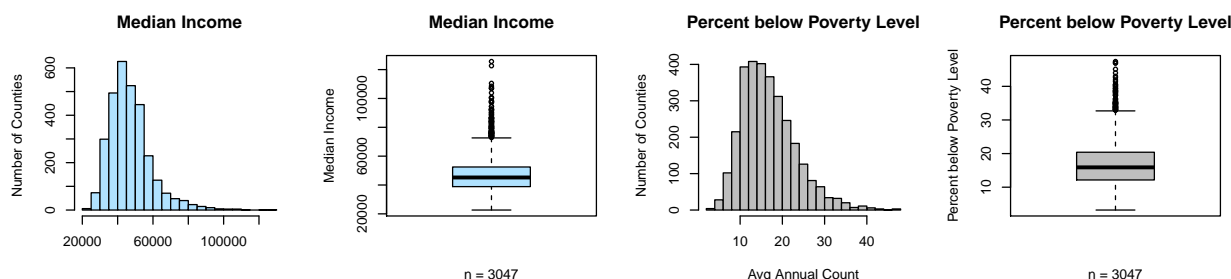 Median Income
Number of Counties
0
200
400
600
20000
60000
100000
Median Income
Median Income
20000
60000
100000
n = 3047
Percent below Poverty Level
Number of Counties
0
100
200
300
400
10
20
30
40
Avg Annual Count
Percent below Poverty Level
Percent below Poverty Level
10
20
30
40
n = 3047